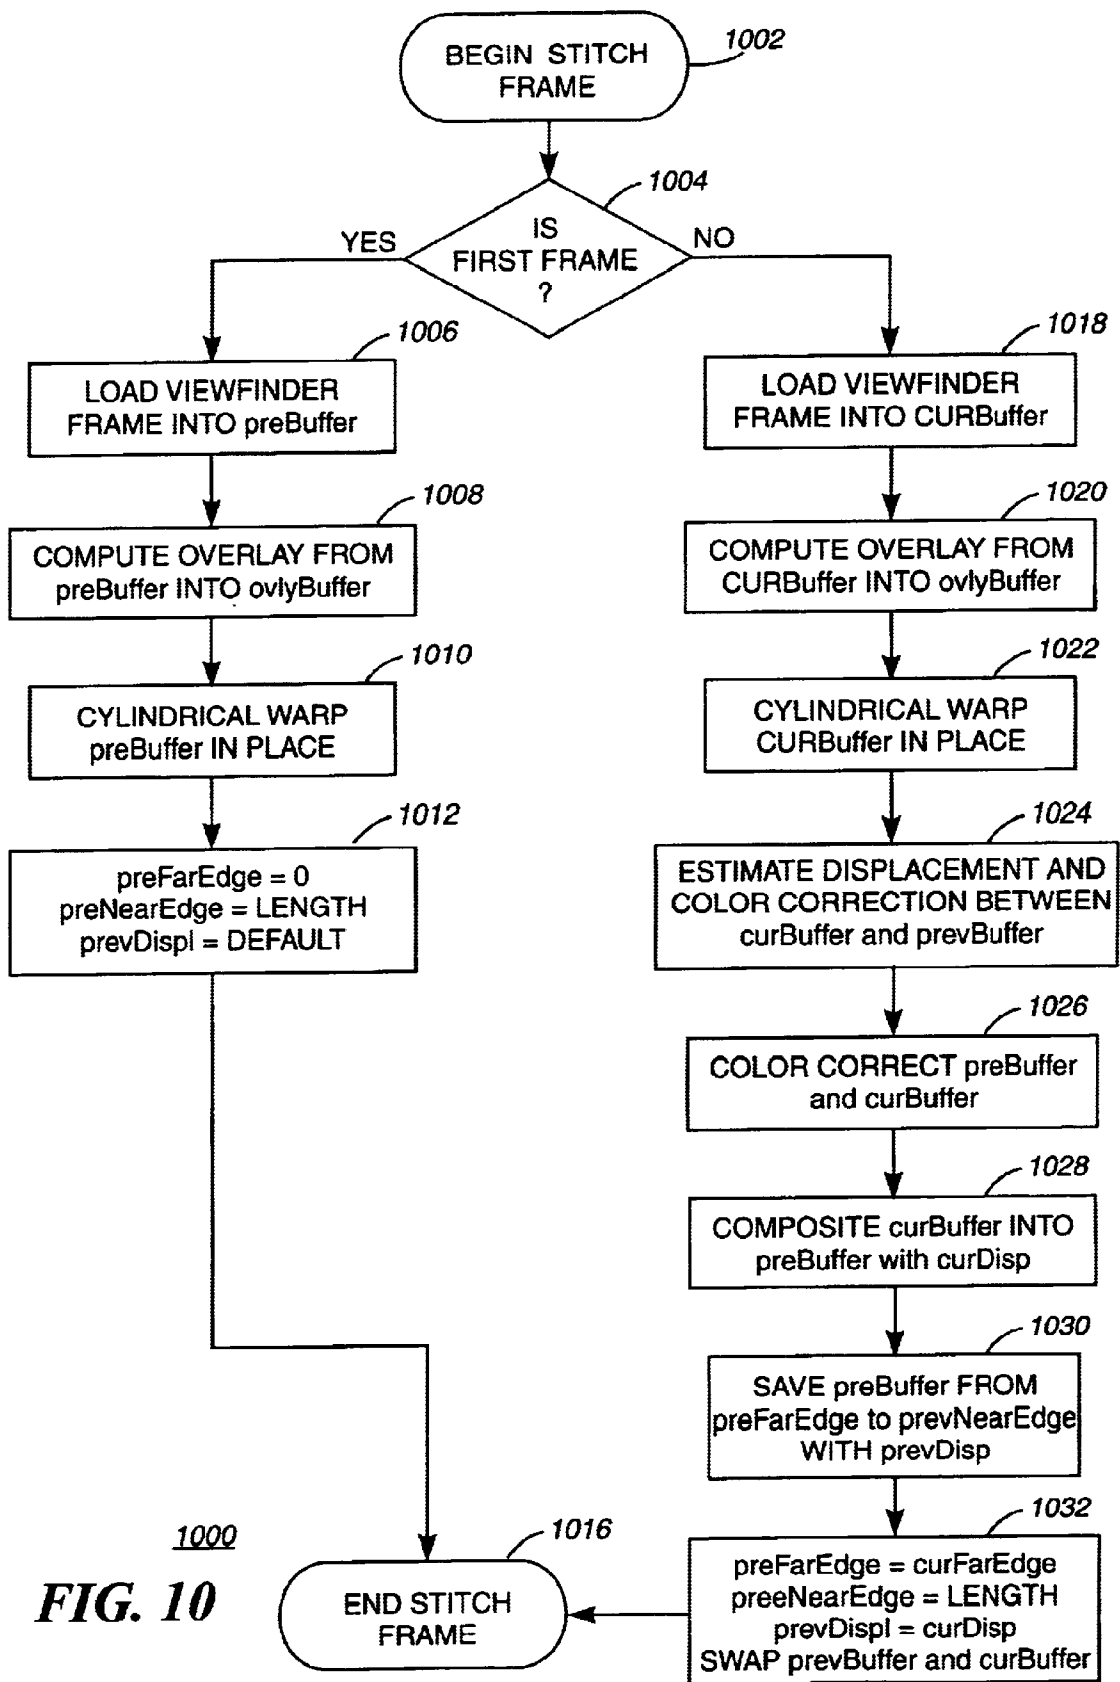 BEGIN STITCH
FRAME
1002
IS
FIRST FRAME
?
1004
YES
NO
1006
LOAD VIEWFINDER
FRAME INTO preBuffer
1008
COMPUTE OVERLAY FROM
preBuffer INTO ovlyBuffer
1010
CYLINDRICAL WARP
preBuffer IN PLACE
1012
preFarEdge = 0
preNearEdge = LENGTH
prevDispl = DEFAULT
1018
LOAD VIEWFINDER
FRAME INTO CURBuffer
1020
COMPUTE OVERLAY FROM
CURBuffer INTO ovlyBuffer
1022
CYLINDRICAL WARP
CURBuffer IN PLACE
1024
ESTIMATE DISPLACEMENT AND
COLOR CORRECTION BETWEEN
curBuffer and prevBuffer
1026
COLOR CORRECT preBuffer
and curBuffer
1028
COMPOSITE curBuffer INTO
preBuffer with curDisp
1030
SAVE preBuffer FROM
preFarEdge to prevNearEdge
WITH prevDisp
1032
preFarEdge = curFarEdge
preeNearEdge = LENGTH
prevDispl = curDisp
SWAP prevBuffer and curBuffer
1016
END STITCH
FRAME
1000
FIG. 10